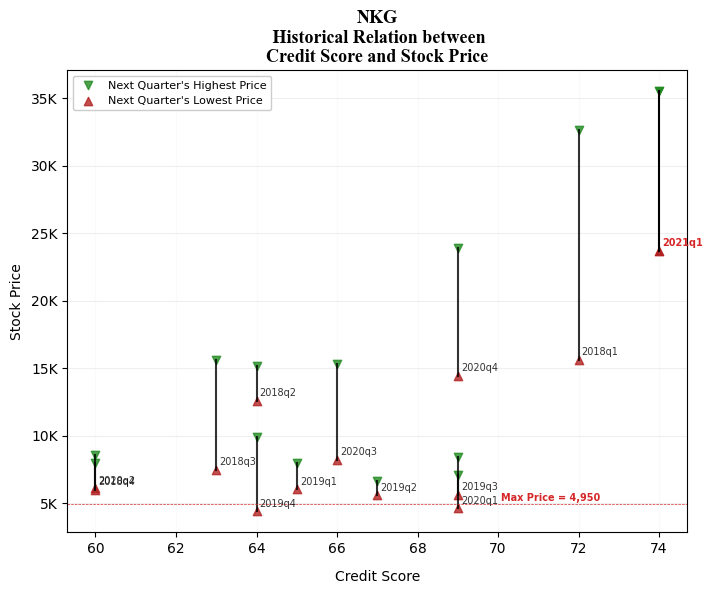 NKG
Historical Relation between
Credit Score and Stock Price
Next Quarter's Highest Price
Next Quarter's Lowest Price
35K
30K
25K
20K
15K
10K
5K
Stock Price
2021q1
2018q1
2020q4
2018q2
2020q3
2018q3
2019q1
2019q2
2019q3
2020q1
2019q4
Max Price = 4,950
60
62
64
66
68
70
72
74
Credit Score